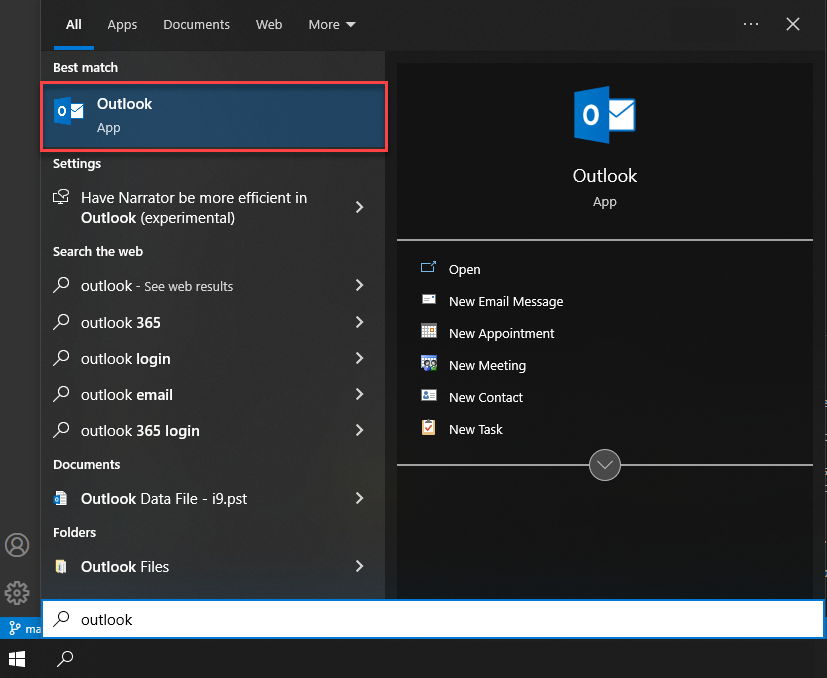 All Apps Documents Web More
Best match
Outlook
App
Settings
Have Narrator be more efficient in
Outlook (experimental)
Search the web
outlook - See web results
outlook 365
outlook login
outlook email
outlook 365 login
Documents
Outlook Data File - i9.pst
Folders
Outlook Files
Outlook
App
Open
New Email Message
New Appointment
New Meeting
New Contact
New Task
ma
outlook